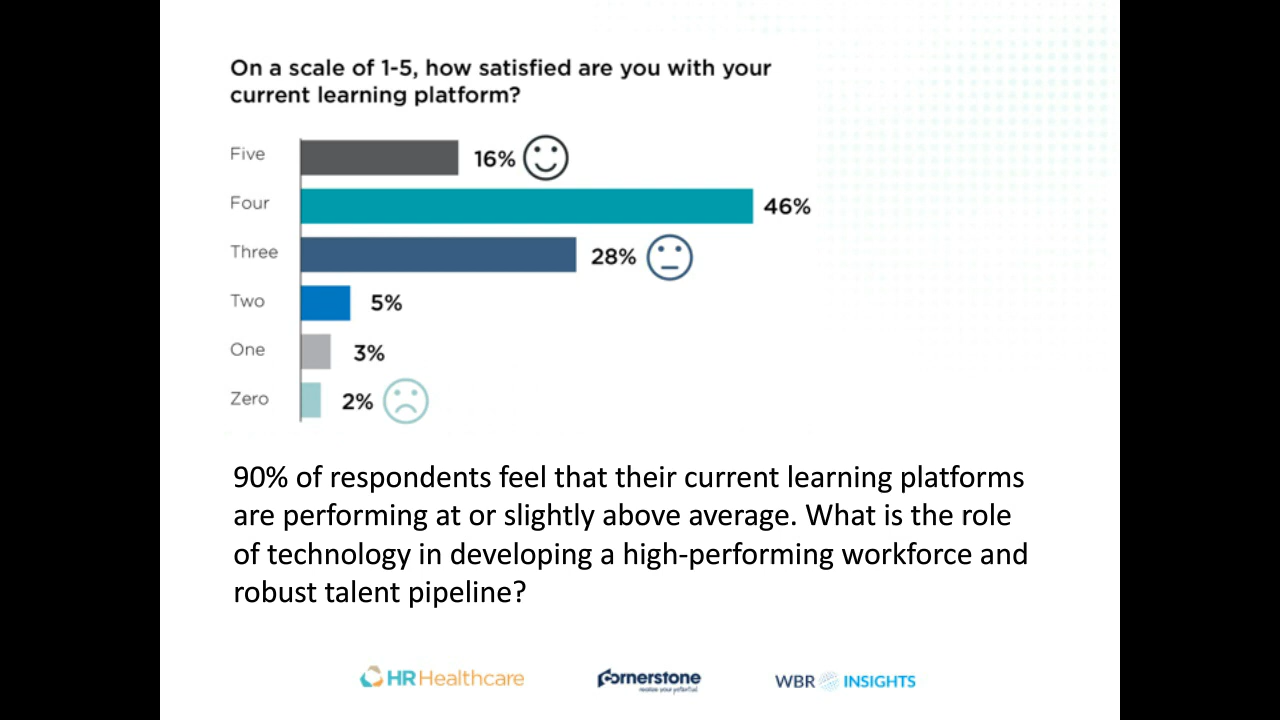 On a scale of 1-5, how satisfied are you with your
current learning platform?
Five 16%
Four 46%
Three 28%
Two 5%
One 3%
Zero 2%
90% of respondents feel that their current learning platforms
are performing at or slightly above average. What is the role
of technology in developing a high-performing workforce and
robust talent pipeline?
HR Healthcare
cornerstone
realize your potential
WBR INSIGHTS